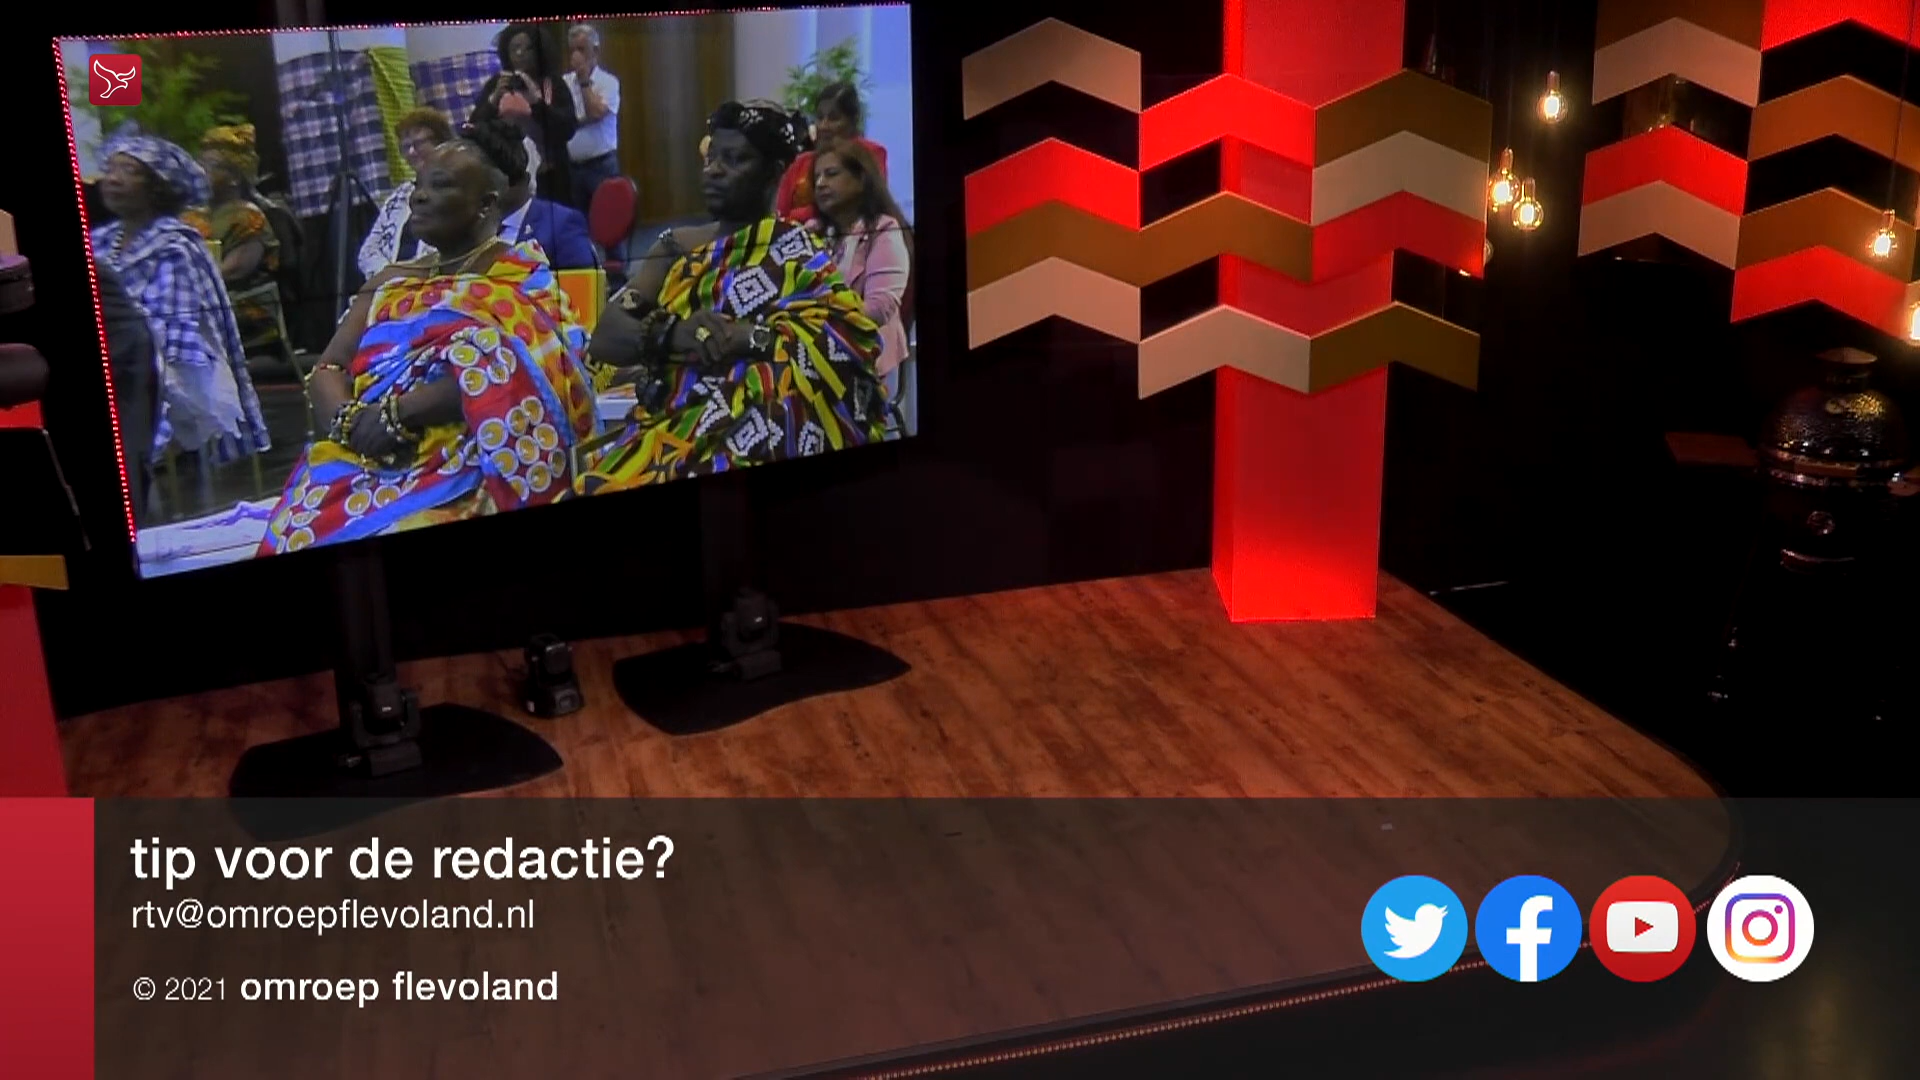 tip voor de redactie?
rtv@omroepflevoland.nl
© 2021 omroep flevoland